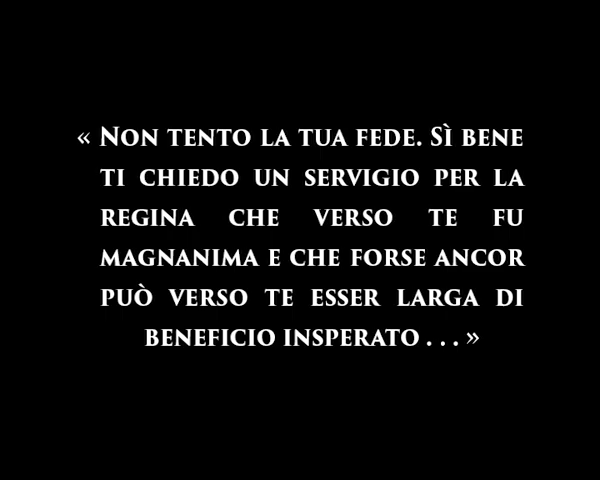 « Non tento la tua fede. Sì bene
ti chiedo un servigio per la
regina che verso te fu
magnanima e che forse ancor
può verso te esser larga di
beneficio insperato . . . »